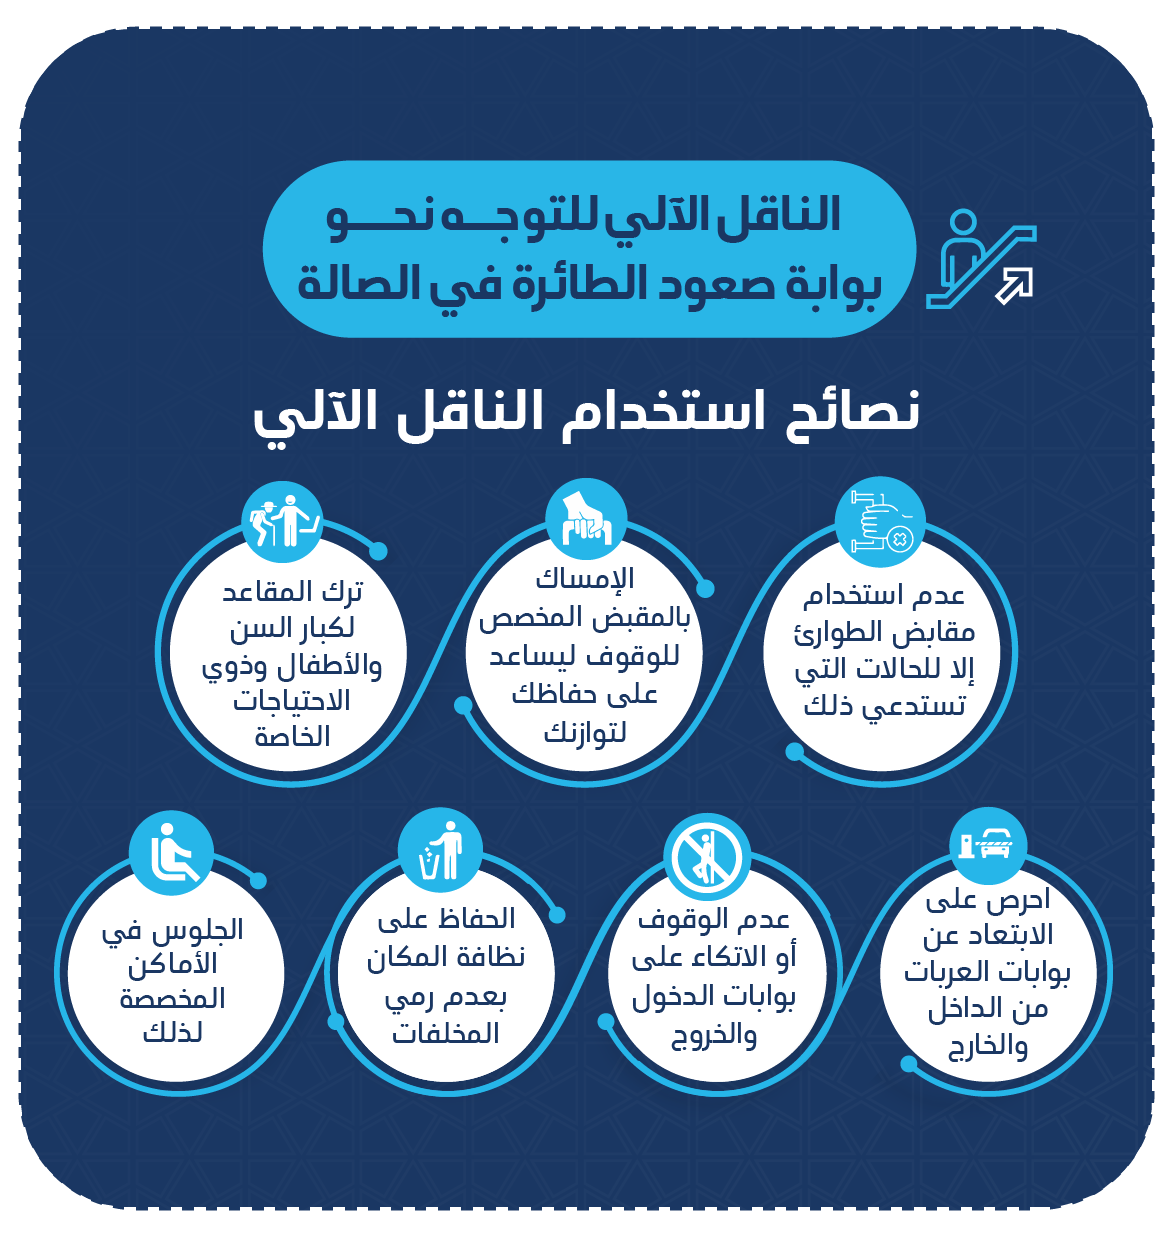 الناقل الآلي للتوجه نحو
بوابة صعود الطائرة في الصالة
نصائح استخدام الناقل الآلي
عدم استخدام
مقابض الطوارئ
إلا للحالات التي
تستدعي ذلك
الإمساك
بالمقبض المخصص
للوقوف ليساعد
على حفاظك
لتوازنك
ترك المقاعد
لكبار السن
والأطفال وذوي
الاحتياجات
الخاصة
احرص على
الابتعاد عن
بوابات العربات
من الداخل
والخارج
عدم الوقوف
أو الاتكاء على
بوابات الدخول
والخروج
الحفاظ على
نظافة المكان
بعدم رمي
المخلفات
الجلوس في
الأماكن
المخصصة
لذلك